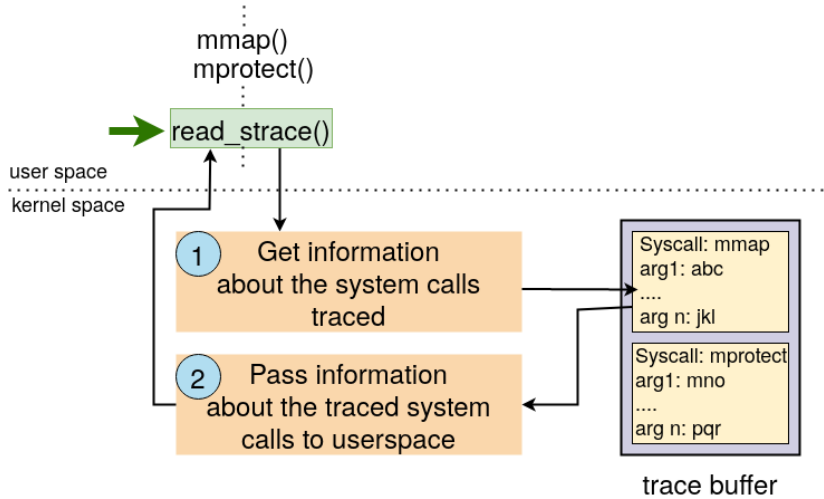 mmap()
mprotect()
read_strace()
user space
kernel space
1
Get information
about the system calls
traced
2
Pass information
about the traced system
calls to userspace
Syscall: mmap
arg1: abc
....
arg n: jkl
Syscall: mprotect
arg1: mno
....
arg n: pqr
trace buffer